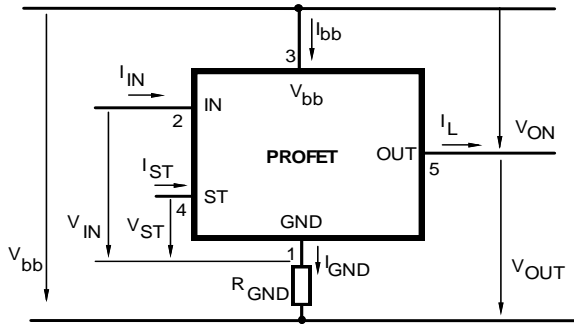 I bb
3
I IN
V bb
IN
2
I L
V ON
PROFET
OUT
5
I ST
ST
4
V IN
V ST
GND
V bb
1
I GND
V OUT
R GND